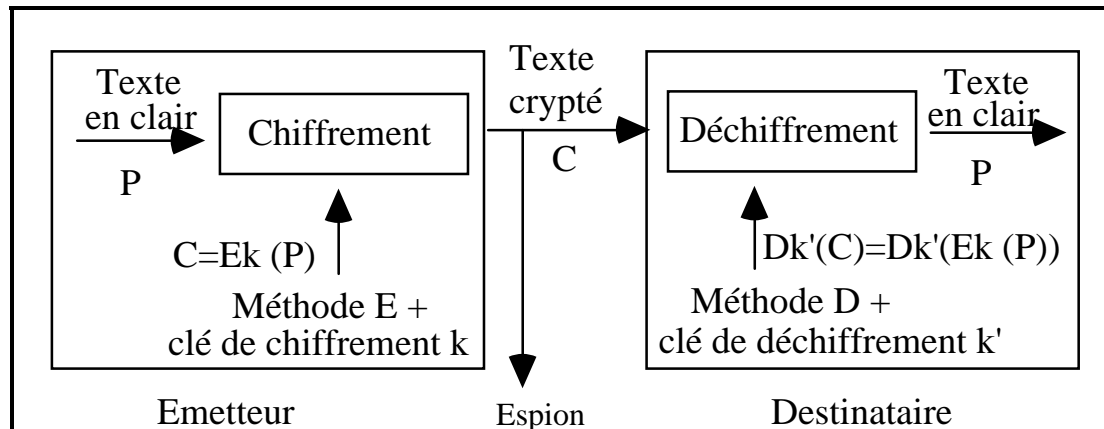 Texte
en clair
P
Chiffrement
C=Ek (P)
Méthode E +
clé de chiffrement k
Emetteur
Texte
crypté
C
Espion
Déchiffrement
Texte
en clair
P
Dk'(C)=Dk'(Ek (P))
Méthode D +
clé de déchiffrement k'
Destinataire